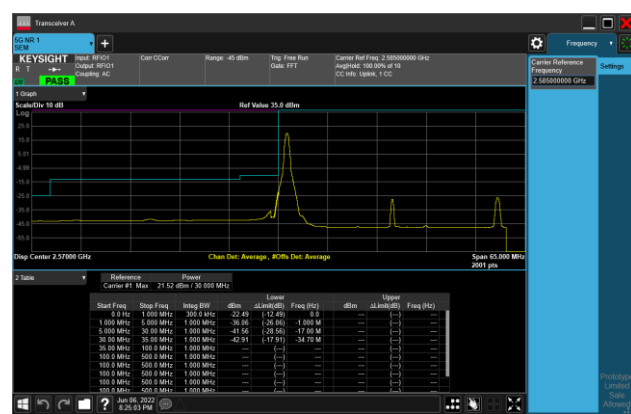 Transceiver A
5G NR 1
SEM
+
Frequency
KEYSIGHT
R T
PASS
Input: RFIO1
Output: RFIO1
Coupling: AC
Corr CCorr
Range: -45 dBm
Trig: Free Run
Gate: FFT
Carrier Ref Freq: 2.585000000 GHz
Avg|Hold: 100.00% of 10
CC Info: Uplink, 1 CC
Carrier Reference
Frequency
2.585000000 GHz
Settings
1 Graph
Scale/Div 10 dB
Ref Value 35.0 dBm
Log
25.0
15.0
5.01
-4.99
-15.0
-25.0
-35.0
-45.0
-55.0
Disp Center 2.57000 GHz
Chan Det: Average , #Offs Det: Average
Span 65.000 MHz
2001 pts
2 Table
Reference Power
Carrier #1 Max 21.52 dBm / 30.000 MHz
Lower Upper
Start Freq Stop Freq Integ BW dBm ΔLimit(dB) Freq (Hz) dBm ΔLimit(dB) Freq (Hz)
0.0 Hz 1.000 MHz 300.0 kHz -22.49 (-12.49) 0.0 --- (---) ---
1.000 MHz 5.000 MHz 1.000 MHz -36.06 (-26.06) -1.000 M --- (---) ---
5.000 MHz 30.00 MHz 1.000 MHz -41.56 (-28.56) -17.00 M --- (---) ---
30.00 MHz 35.00 MHz 1.000 MHz -42.91 (-17.91) -34.70 M --- (---) ---
35.00 MHz 100.0 MHz 1.000 MHz --- (---) --- --- (---) ---
100.0 MHz 500.0 MHz 1.000 MHz --- (---) --- --- (---) ---
100.0 MHz 500.0 MHz 1.000 MHz --- (---) --- --- (---) ---
100.0 MHz 500.0 MHz 1.000 MHz --- (---) --- --- (---) ---
100.0 MHz 500.0 MHz 1.000 MHz --- (---) --- --- (---) ---
Prototype
Limited
Sale
Allowed
?
Jun 06, 2022
8:25:03 PM